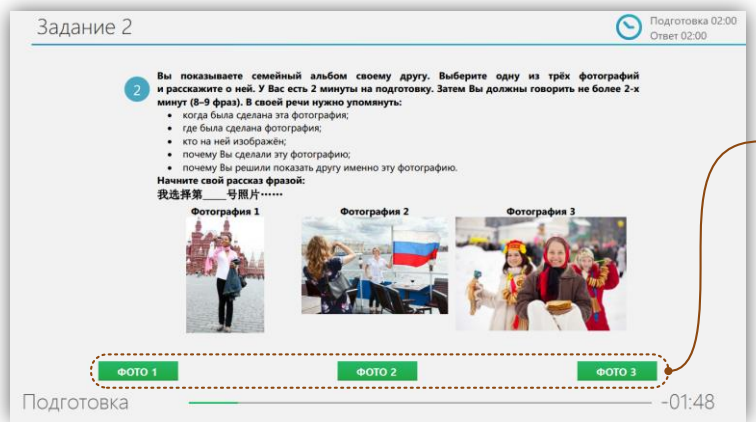 Задание 2
Подготовка 02:00
Ответ 02:00
2
Вы показываете семейный альбом своему другу. Выберите одну из трёх фотографий
и расскажите о ней. У Вас есть 2 минуты на подготовку. Затем Вы должны говорить не более 2-х
минут (8–9 фраз). В своей речи нужно упомянуть:
• когда была сделана эта фотография;
• где была сделана фотография;
• кто на ней изображён;
• почему Вы сделали эту фотографию;
• почему Вы решили показать другу именно эту фотографию.
Начните свой рассказ фразой:
我选择第____号照片……
Фотография 1 Фотография 2 Фотография 3
ФОТО 1 ФОТО 2 ФОТО 3
Подготовка -01:48